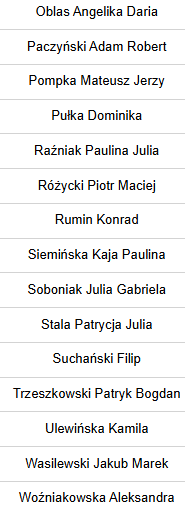 Oblas Angelika Daria
Paczyński Adam Robert
Pompka Mateusz Jerzy
Pułka Dominika
Raźniak Paulina Julia
Różycki Piotr Maciej
Rumin Konrad
Siemińska Kaja Paulina
Soboniak Julia Gabriela
Stala Patrycja Julia
Suchański Filip
Trzeszkowski Patryk Bogdan
Ulewińska Kamila
Wasilewski Jakub Marek
Woźniakowska Aleksandra